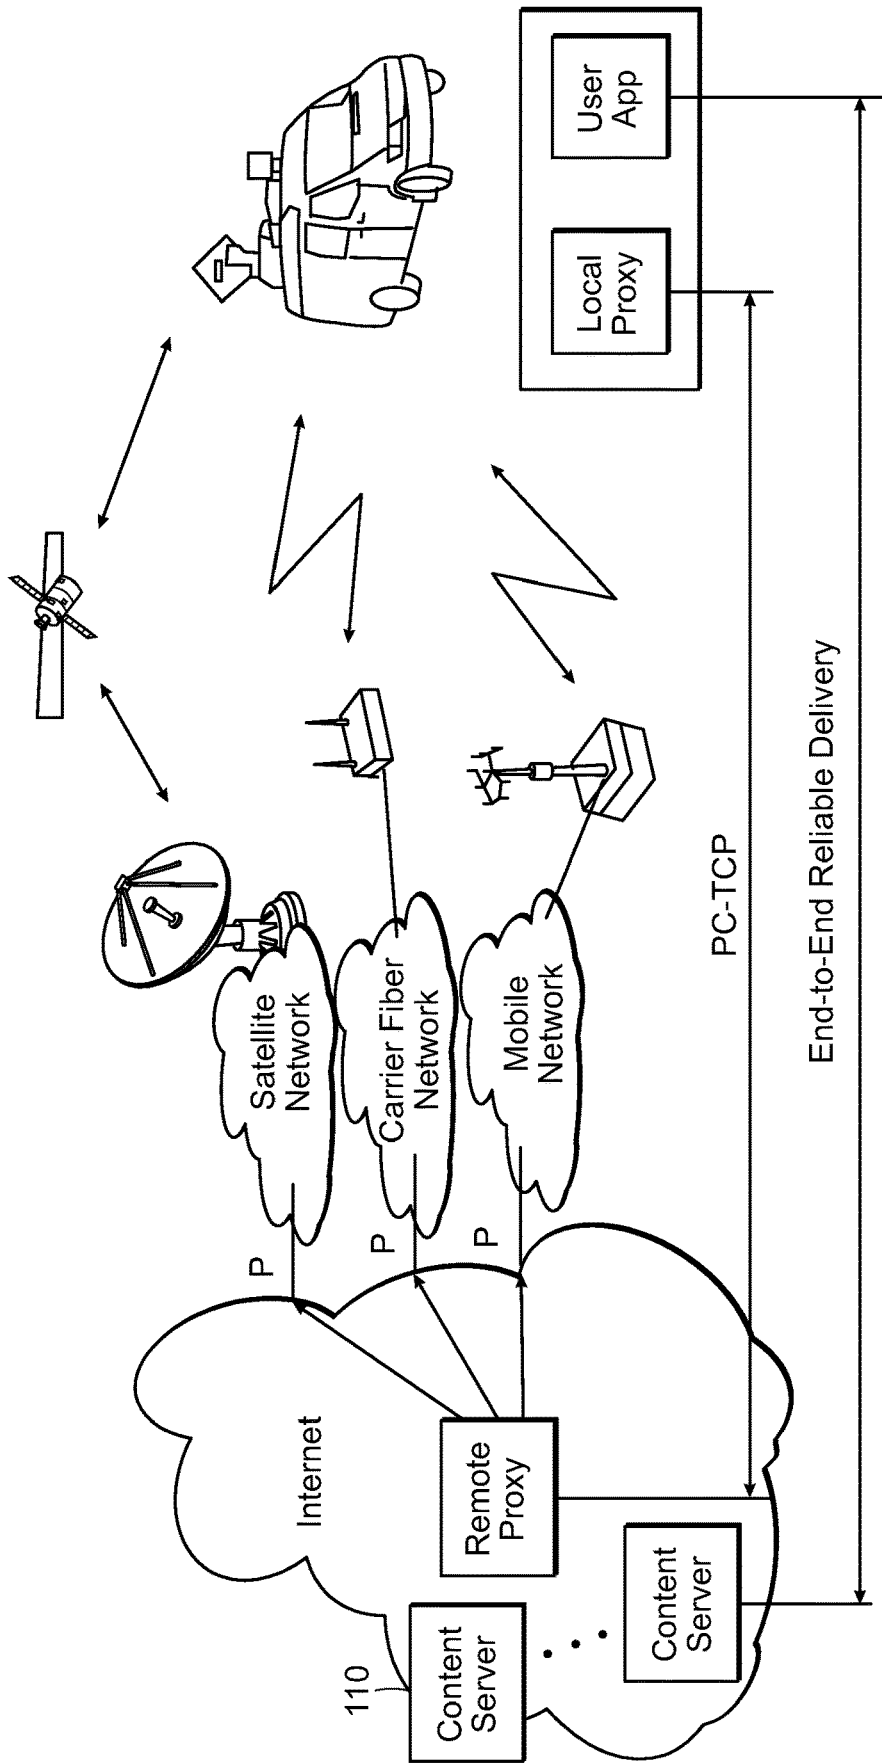 110
Content
Server
Content
Server
Remote
Proxy
Internet
P
P
P
Satellite
Network
Carrier Fiber
Network
Mobile
Network
Local
Proxy
User
App
PC-TCP
End-to-End Reliable Delivery